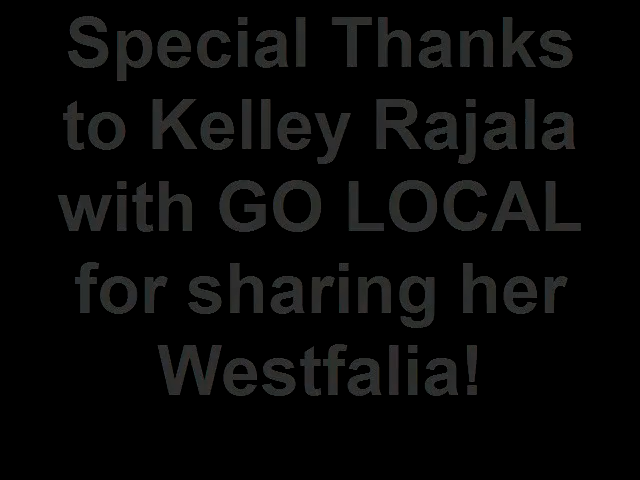 Special Thanks
to Kelley Rajala
with GO LOCAL
for sharing her
Westfalia!